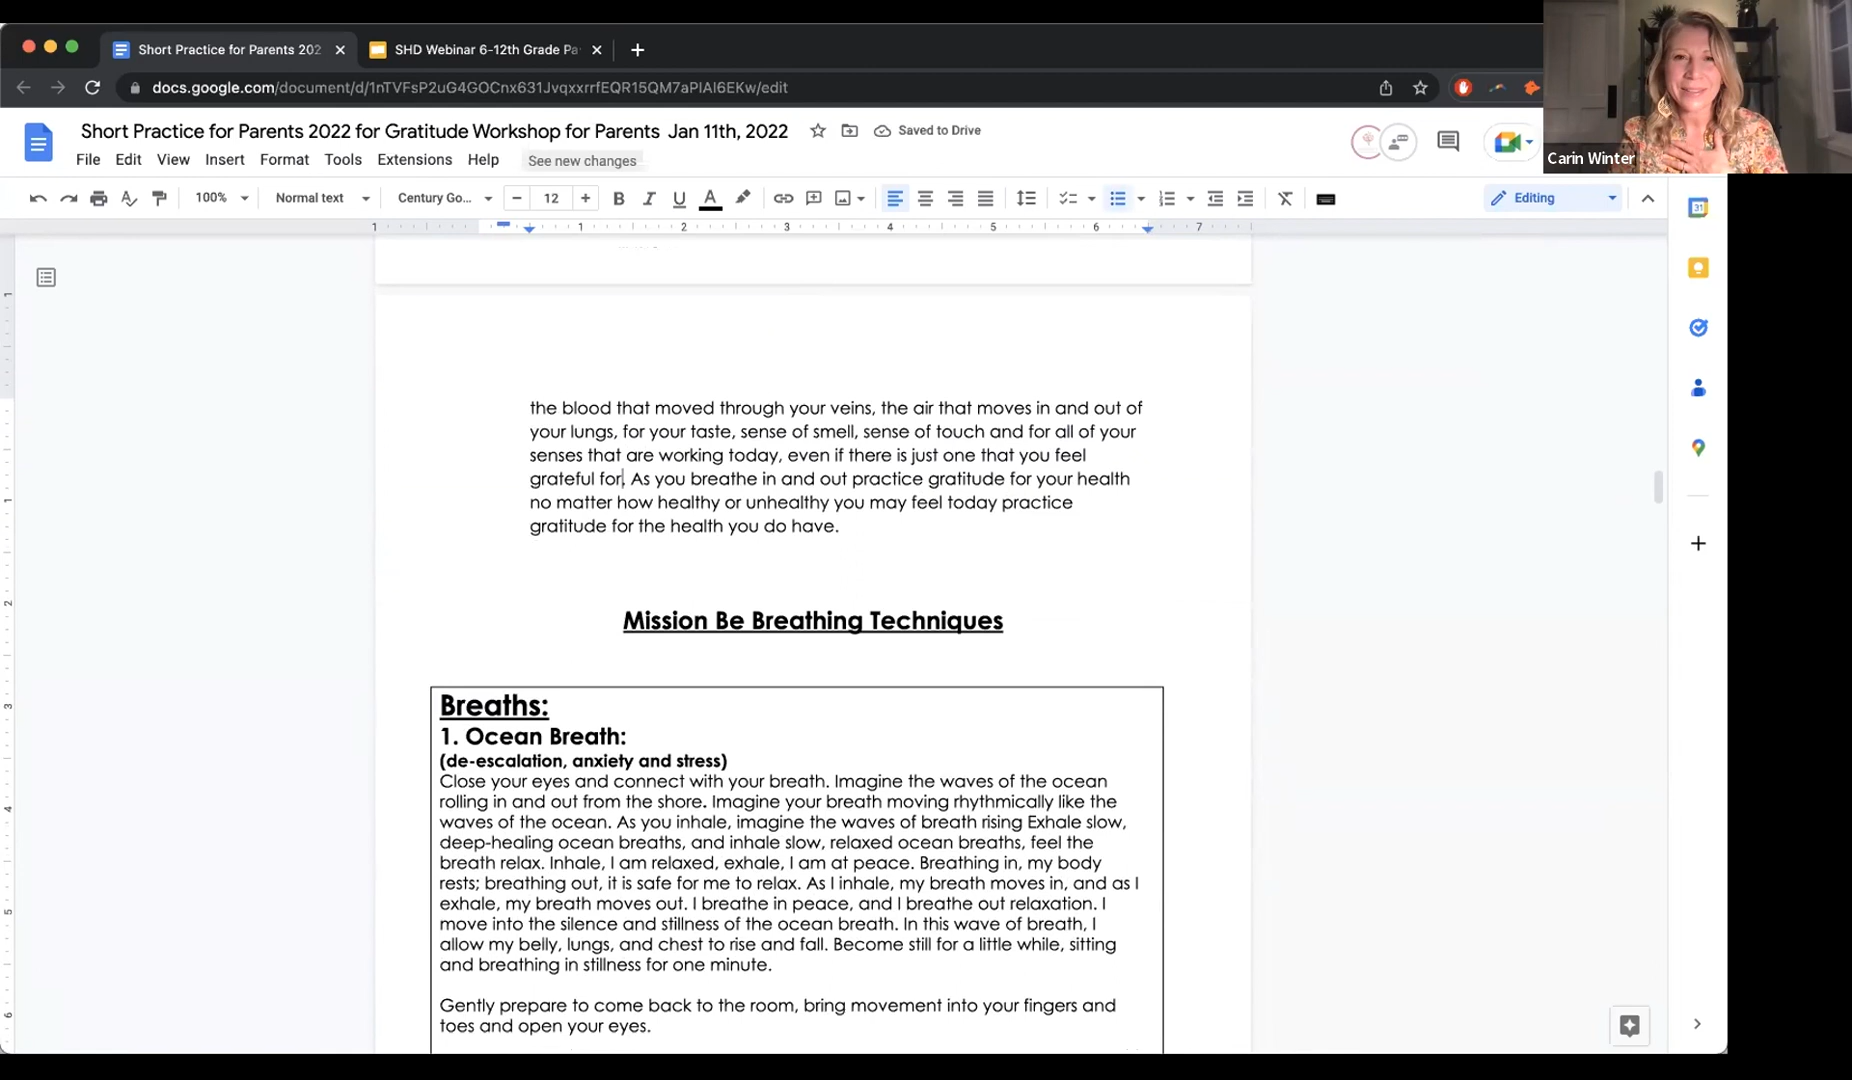 Short Practice for Parents 202
SHD Webinar 6-12th Grade Pa
docs.google.com/document/d/1nTVFsP2uG4GOCnx631JvqxxrrfEQR15QM7aPIAI6EKw/edit
Carin Winter
Short Practice for Parents 2022 for Gratitude Workshop for Parents Jan 11th, 2022
Saved to Drive
File Edit View Insert Format Tools Extensions Help See new changes
100% Normal text Century Go... − 12 + B I U A Editing
1 1 2 3 4 5 6 7
the blood that moved through your veins, the air that moves in and out of
your lungs, for your taste, sense of smell, sense of touch and for all of your
senses that are working today, even if there is just one that you feel
grateful for. As you breathe in and out practice gratitude for your health
no matter how healthy or unhealthy you may feel today practice
gratitude for the health you do have.
Mission Be Breathing Techniques
Breaths:
1. Ocean Breath:
(de-escalation, anxiety and stress)
Close your eyes and connect with your breath. Imagine the waves of the ocean
rolling in and out from the shore. Imagine your breath moving rhythmically like the
waves of the ocean. As you inhale, imagine the waves of breath rising Exhale slow,
deep-healing ocean breaths, and inhale slow, relaxed ocean breaths, feel the
breath relax. Inhale, I am relaxed, exhale, I am at peace. Breathing in, my body
rests; breathing out, it is safe for me to relax. As I inhale, my breath moves in, and as I
exhale, my breath moves out. I breathe in peace, and I breathe out relaxation. I
move into the silence and stillness of the ocean breath. In this wave of breath, I
allow my belly, lungs, and chest to rise and fall. Become still for a little while, sitting
and breathing in stillness for one minute.
Gently prepare to come back to the room, bring movement into your fingers and
toes and open your eyes.